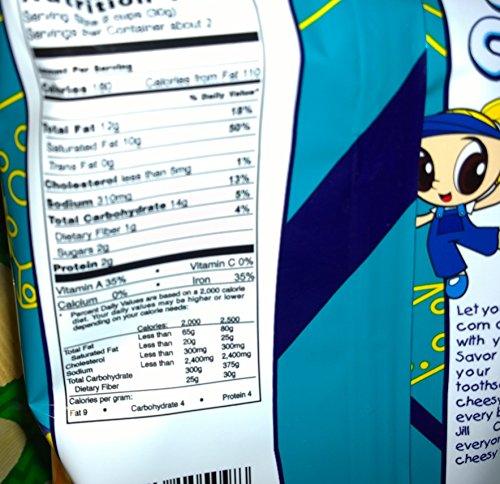 Nutrition
(30g)
Servings Per Container about 2
Amount Per Serving
Calories Calories from Fat 110
% Daily Value*
Total Fat 12g 18%
Saturated Fat 10g 50%
Trans Fat 0g
Cholesterol less than 5mg 1%
Sodium 310mg 13%
Total Carbohydrate 14g 5%
Dietary Fiber 1g 4%
Sugars 2g
Protein 2g
Vitamin A 35% • Vitamin C 0%
Calcium 0% • Iron 35%
* Percent Daily Values are based on a 2,000 calorie
diet. Your daily values may be higher or lower
depending on your calorie needs:
Calories: 2,000 2,500
Total Fat Less than 65g 80g
Saturated Fat Less than 20g 25g
Cholesterol Less than 300mg 300mg
Sodium Less than 2,400mg 2,400mg
Total Carbohydrate 300g 375g
Dietary Fiber 25g 30g
Calories per gram:
Fat 9 • Carbohydrate 4 • Protein 4
Let yo
corn
with y
Savor
your
tooths
cheesy
every
Jill
everyon
cheesy